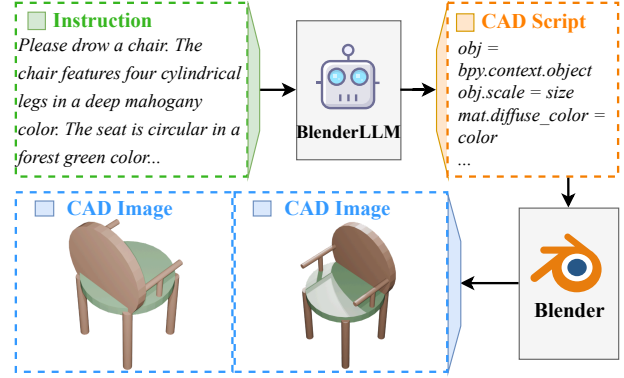 Instruction
Please drow a chair. The
chair features four cylindrical
legs in a deep mahogany
color. The seat is circular in a
forest green color...
BlenderLLM
CAD Script
obj =
bpy.context.object
obj.scale = size
mat.diffuse_color =
color
...
CAD Image
CAD Image
Blender